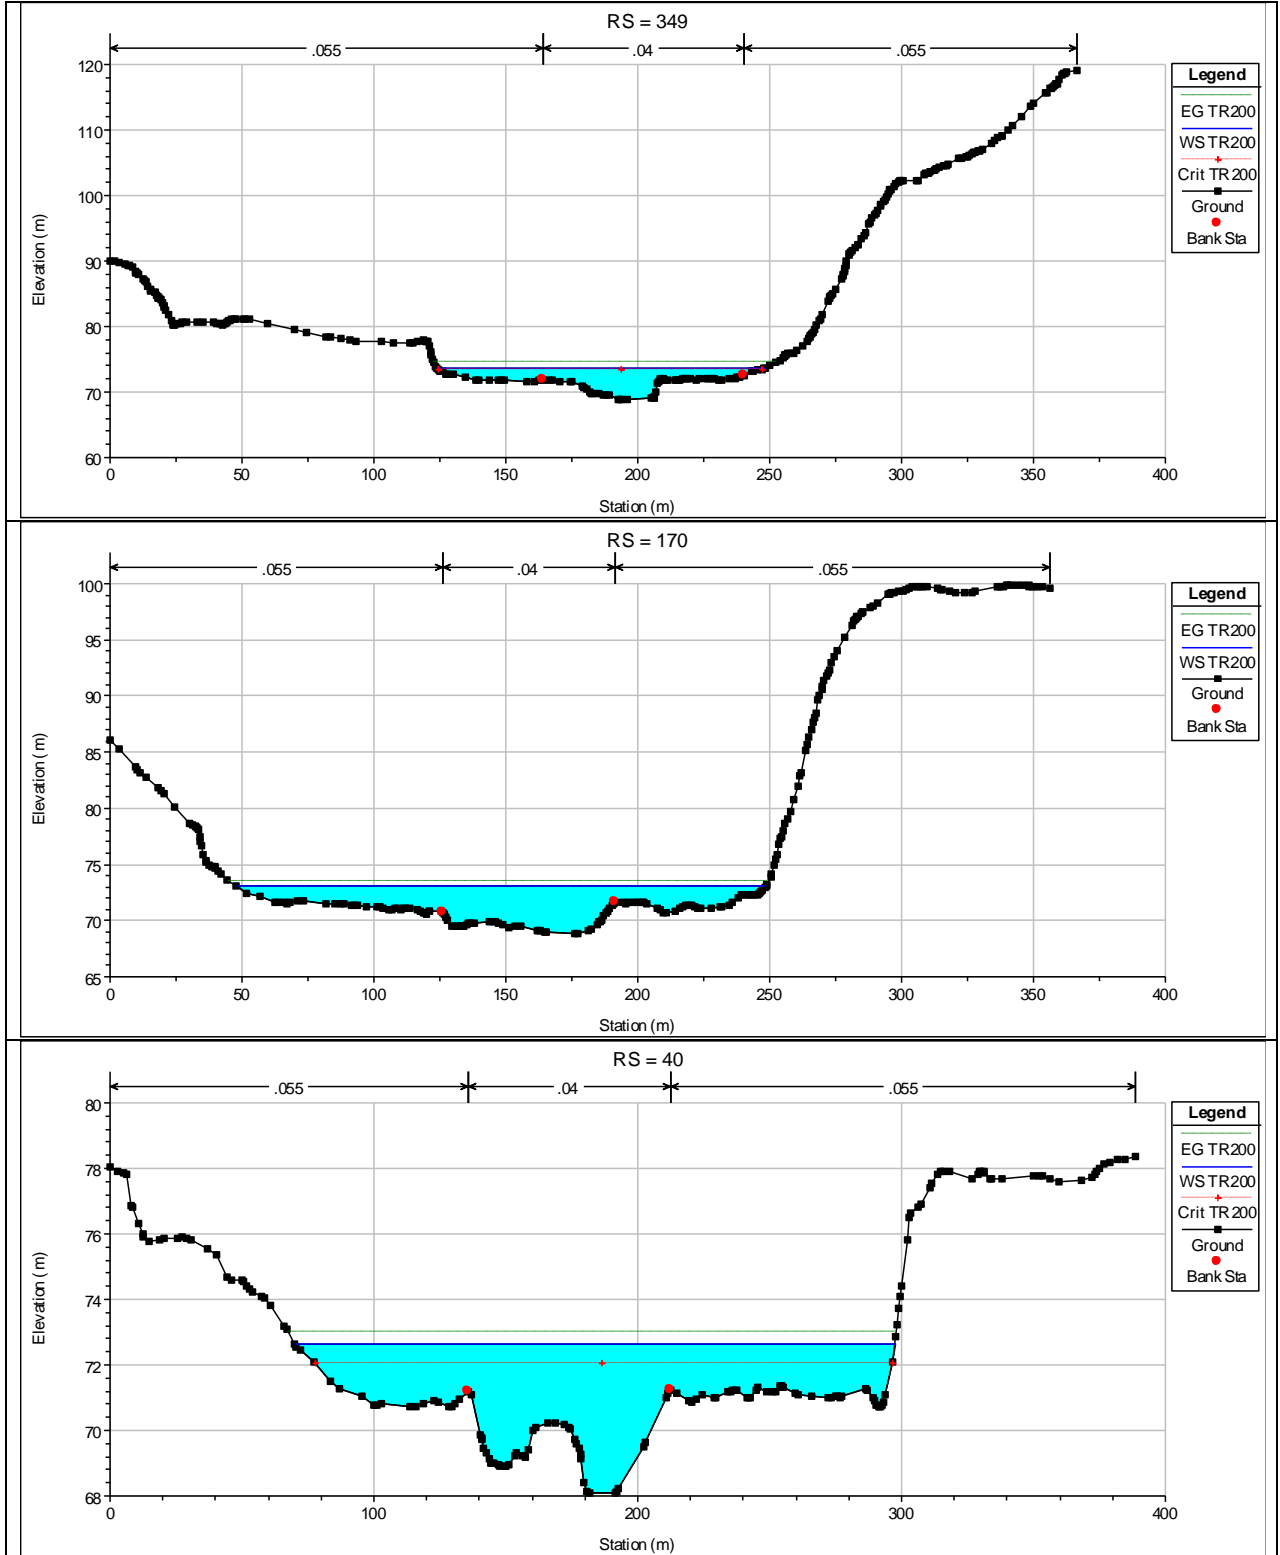 RS = 349
.055 .04 .055
120
110
100
90
80
70
60
0 50 100 150 200 250 300 350 400
Station (m)
Elevation (m)
Legend
EG TR200
WS TR200
Crit TR200
Ground
Bank Sta
RS = 170
.055 .04 .055
100
95
90
85
80
75
70
65
0 50 100 150 200 250 300 350 400
Station (m)
Elevation (m)
Legend
EG TR200
WS TR200
Ground
Bank Sta
RS = 40
.055 .04 .055
80
78
76
74
72
70
68
0 100 200 300 400
Station (m)
Elevation (m)
Legend
EG TR200
WS TR200
Crit TR200
Ground
Bank Sta